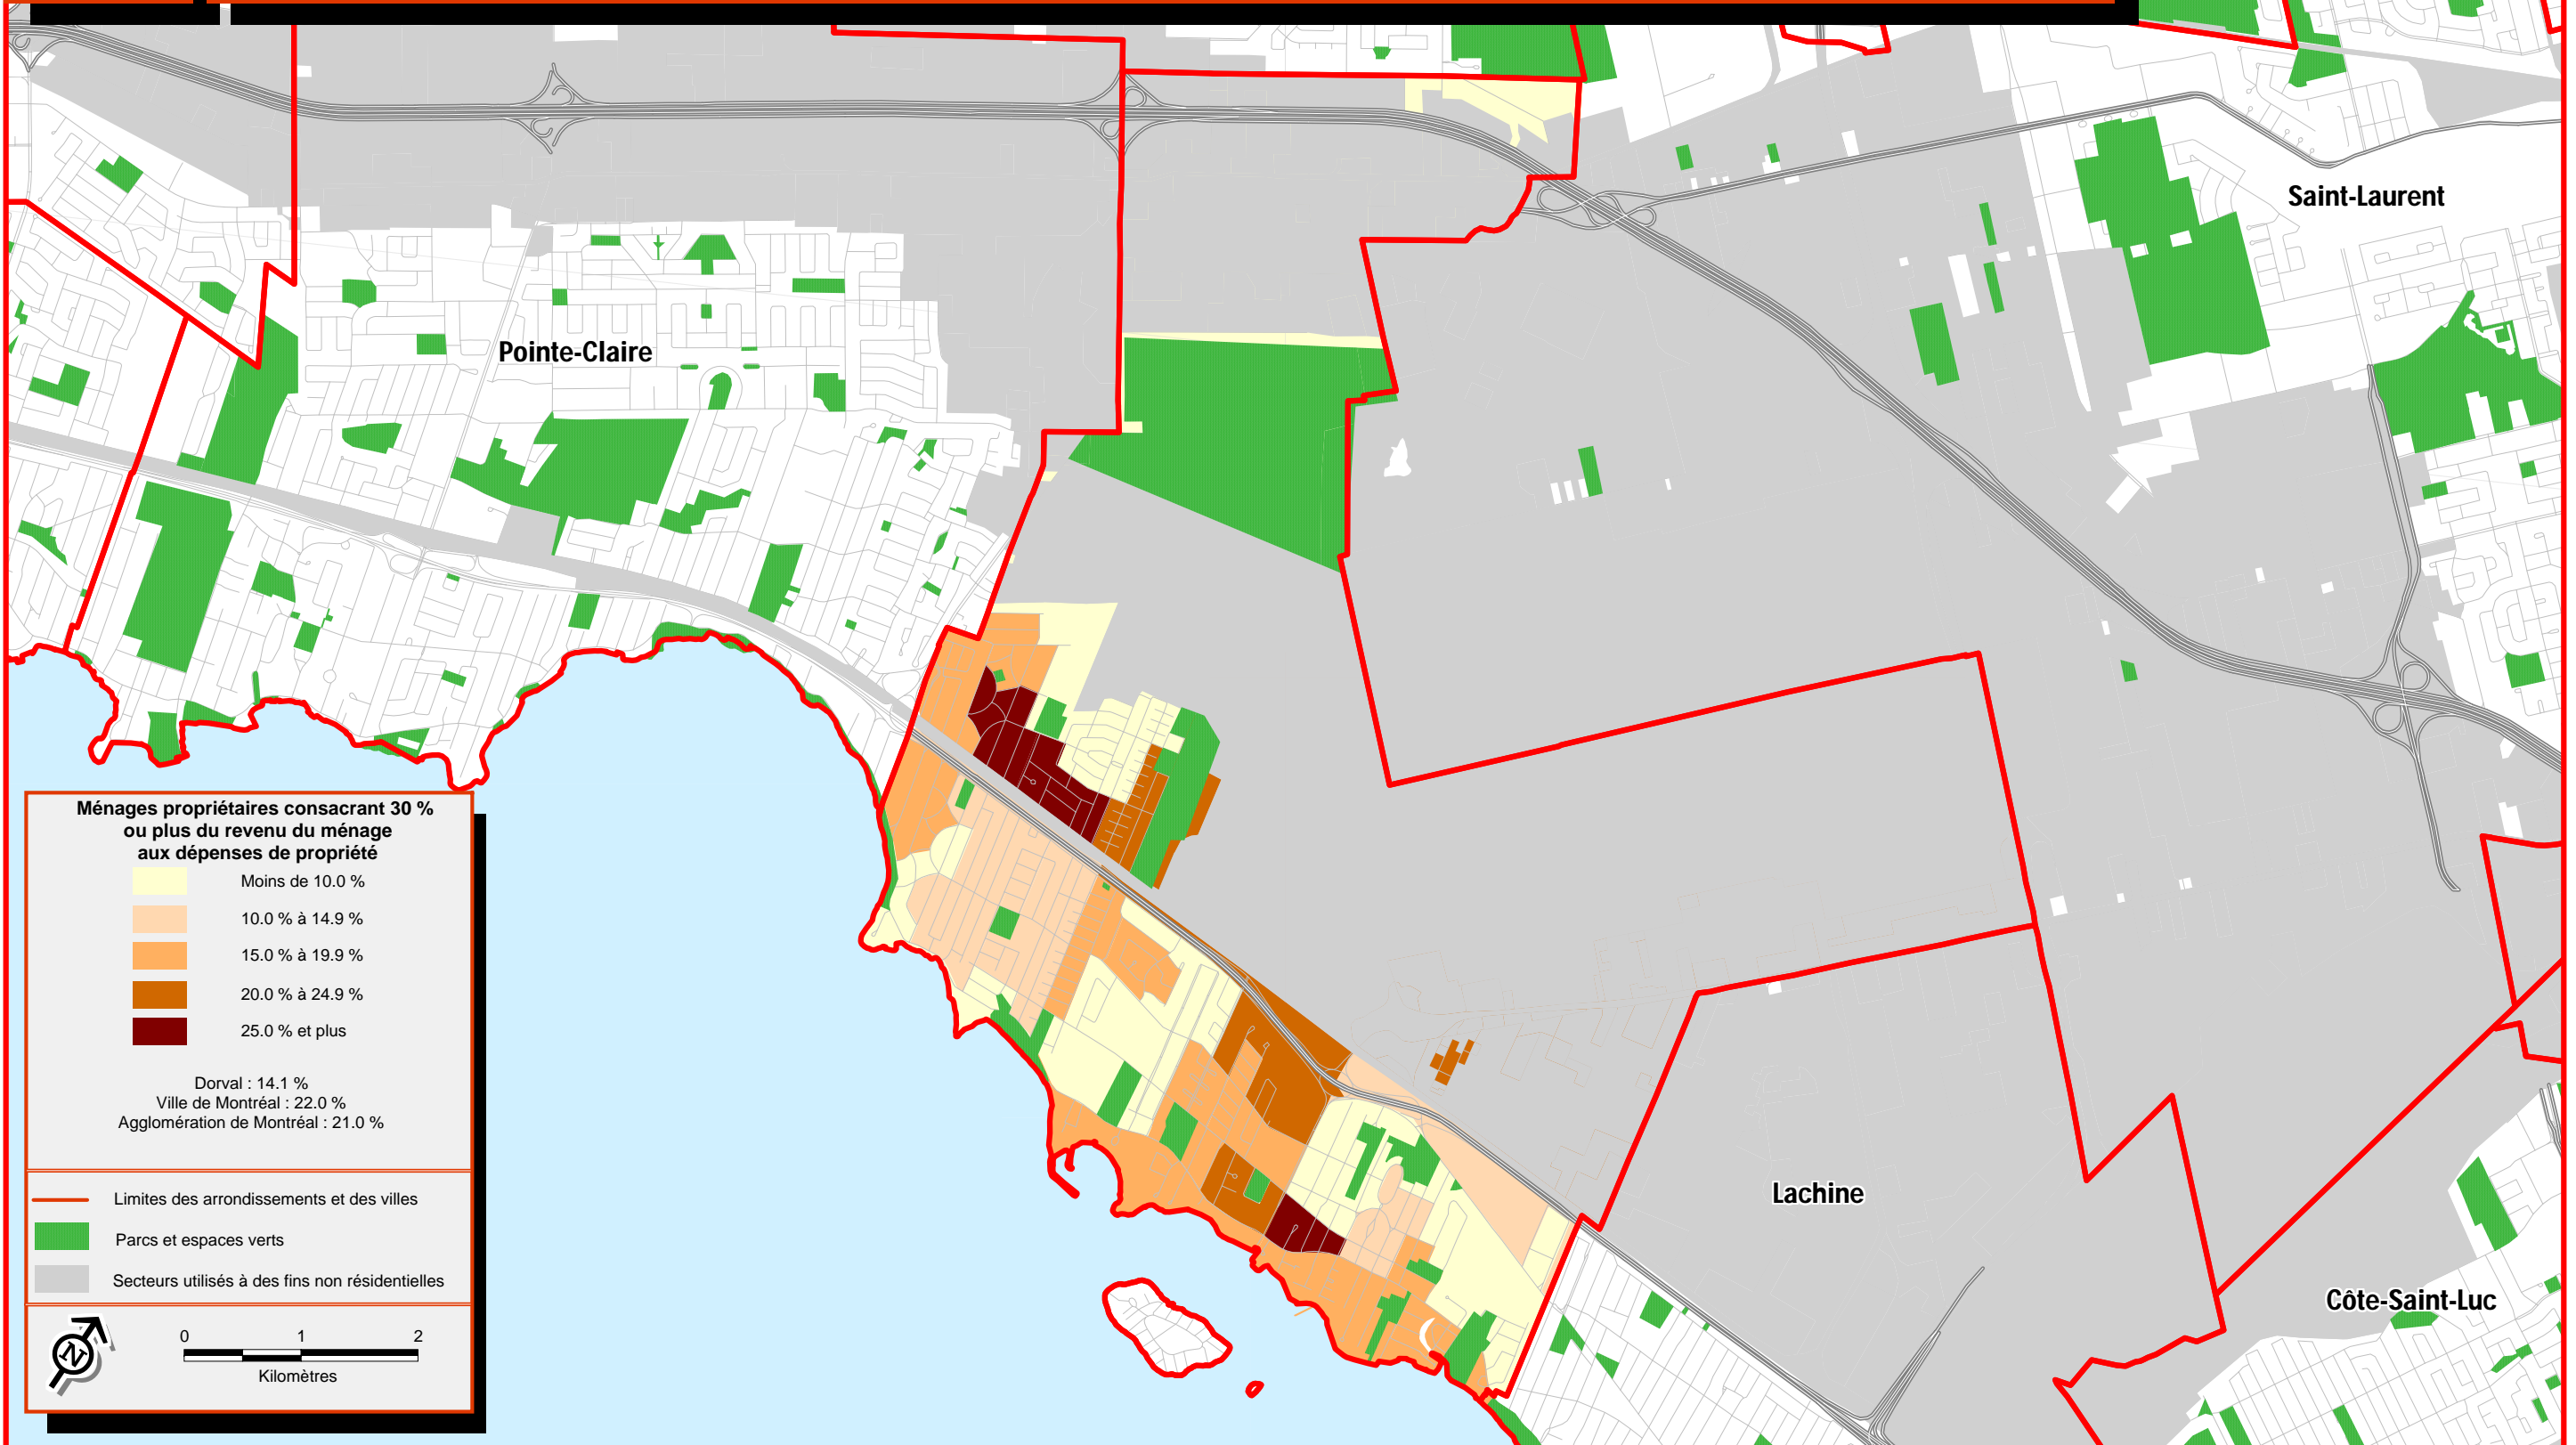 Saint-Laurent
Pointe-Claire
Ménages propriétaires consacrant 30 %
ou plus du revenu du ménage
aux dépenses de propriété
Moins de 10.0 %
10.0 % à 14.9 %
15.0 % à 19.9 %
20.0 % à 24.9 %
25.0 % et plus
Dorval : 14.1 %
Ville de Montréal : 22.0 %
Agglomération de Montréal : 21.0 %
Limites des arrondissements et des villes
Parcs et espaces verts
Secteurs utilisés à des fins non résidentielles
N
0 1 2
Kilomètres
Lachine
Côte-Saint-Luc